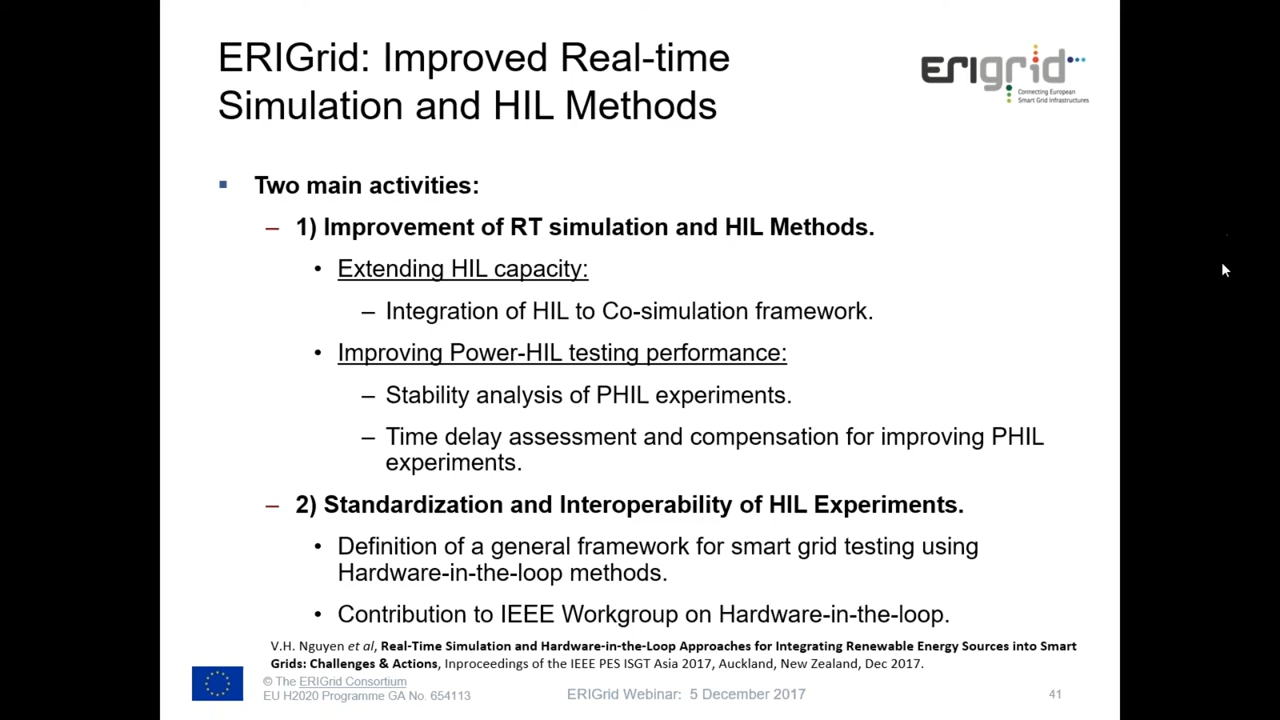 ERIGrid: Improved Real-time
Simulation and HIL Methods
ERIgrid
Connecting European
Smart Grid Infrastructures
▪ Two main activities:
– 1) Improvement of RT simulation and HIL Methods.
• Extending HIL capacity:
– Integration of HIL to Co-simulation framework.
• Improving Power-HIL testing performance:
– Stability analysis of PHIL experiments.
– Time delay assessment and compensation for improving PHIL
experiments.
– 2) Standardization and Interoperability of HIL Experiments.
• Definition of a general framework for smart grid testing using
Hardware-in-the-loop methods.
• Contribution to IEEE Workgroup on Hardware-in-the-loop.
V.H. Nguyen et al, Real-Time Simulation and Hardware-in-the-Loop Approaches for Integrating Renewable Energy Sources into Smart
Grids: Challenges & Actions, Inproceedings of the IEEE PES ISGT Asia 2017, Auckland, New Zealand, Dec 2017.
© The ERIGrid Consortium
EU H2020 Programme GA No. 654113
ERIGrid Webinar: 5 December 2017
41